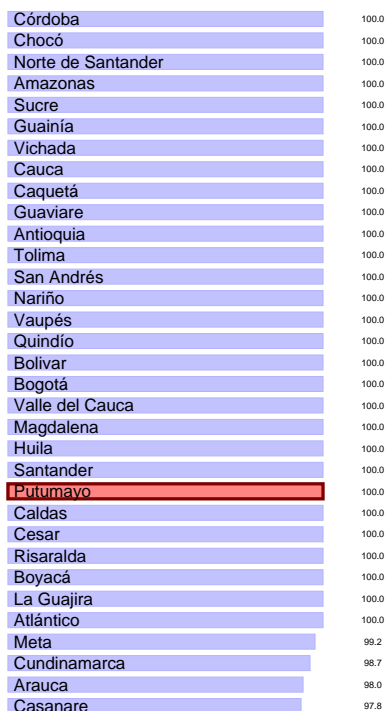 Córdoba 100.0
Chocó 100.0
Norte de Santander 100.0
Amazonas 100.0
Sucre 100.0
Guainía 100.0
Vichada 100.0
Cauca 100.0
Caquetá 100.0
Guaviare 100.0
Antioquia 100.0
Tolima 100.0
San Andrés 100.0
Nariño 100.0
Vaupés 100.0
Quindío 100.0
Bolivar 100.0
Bogotá 100.0
Valle del Cauca 100.0
Magdalena 100.0
Huila 100.0
Santander 100.0
Putumayo 100.0
Caldas 100.0
Cesar 100.0
Risaralda 100.0
Boyacá 100.0
La Guajira 100.0
Atlántico 100.0
Meta 99.2
Cundinamarca 98.7
Arauca 98.0
Casanare 97.8